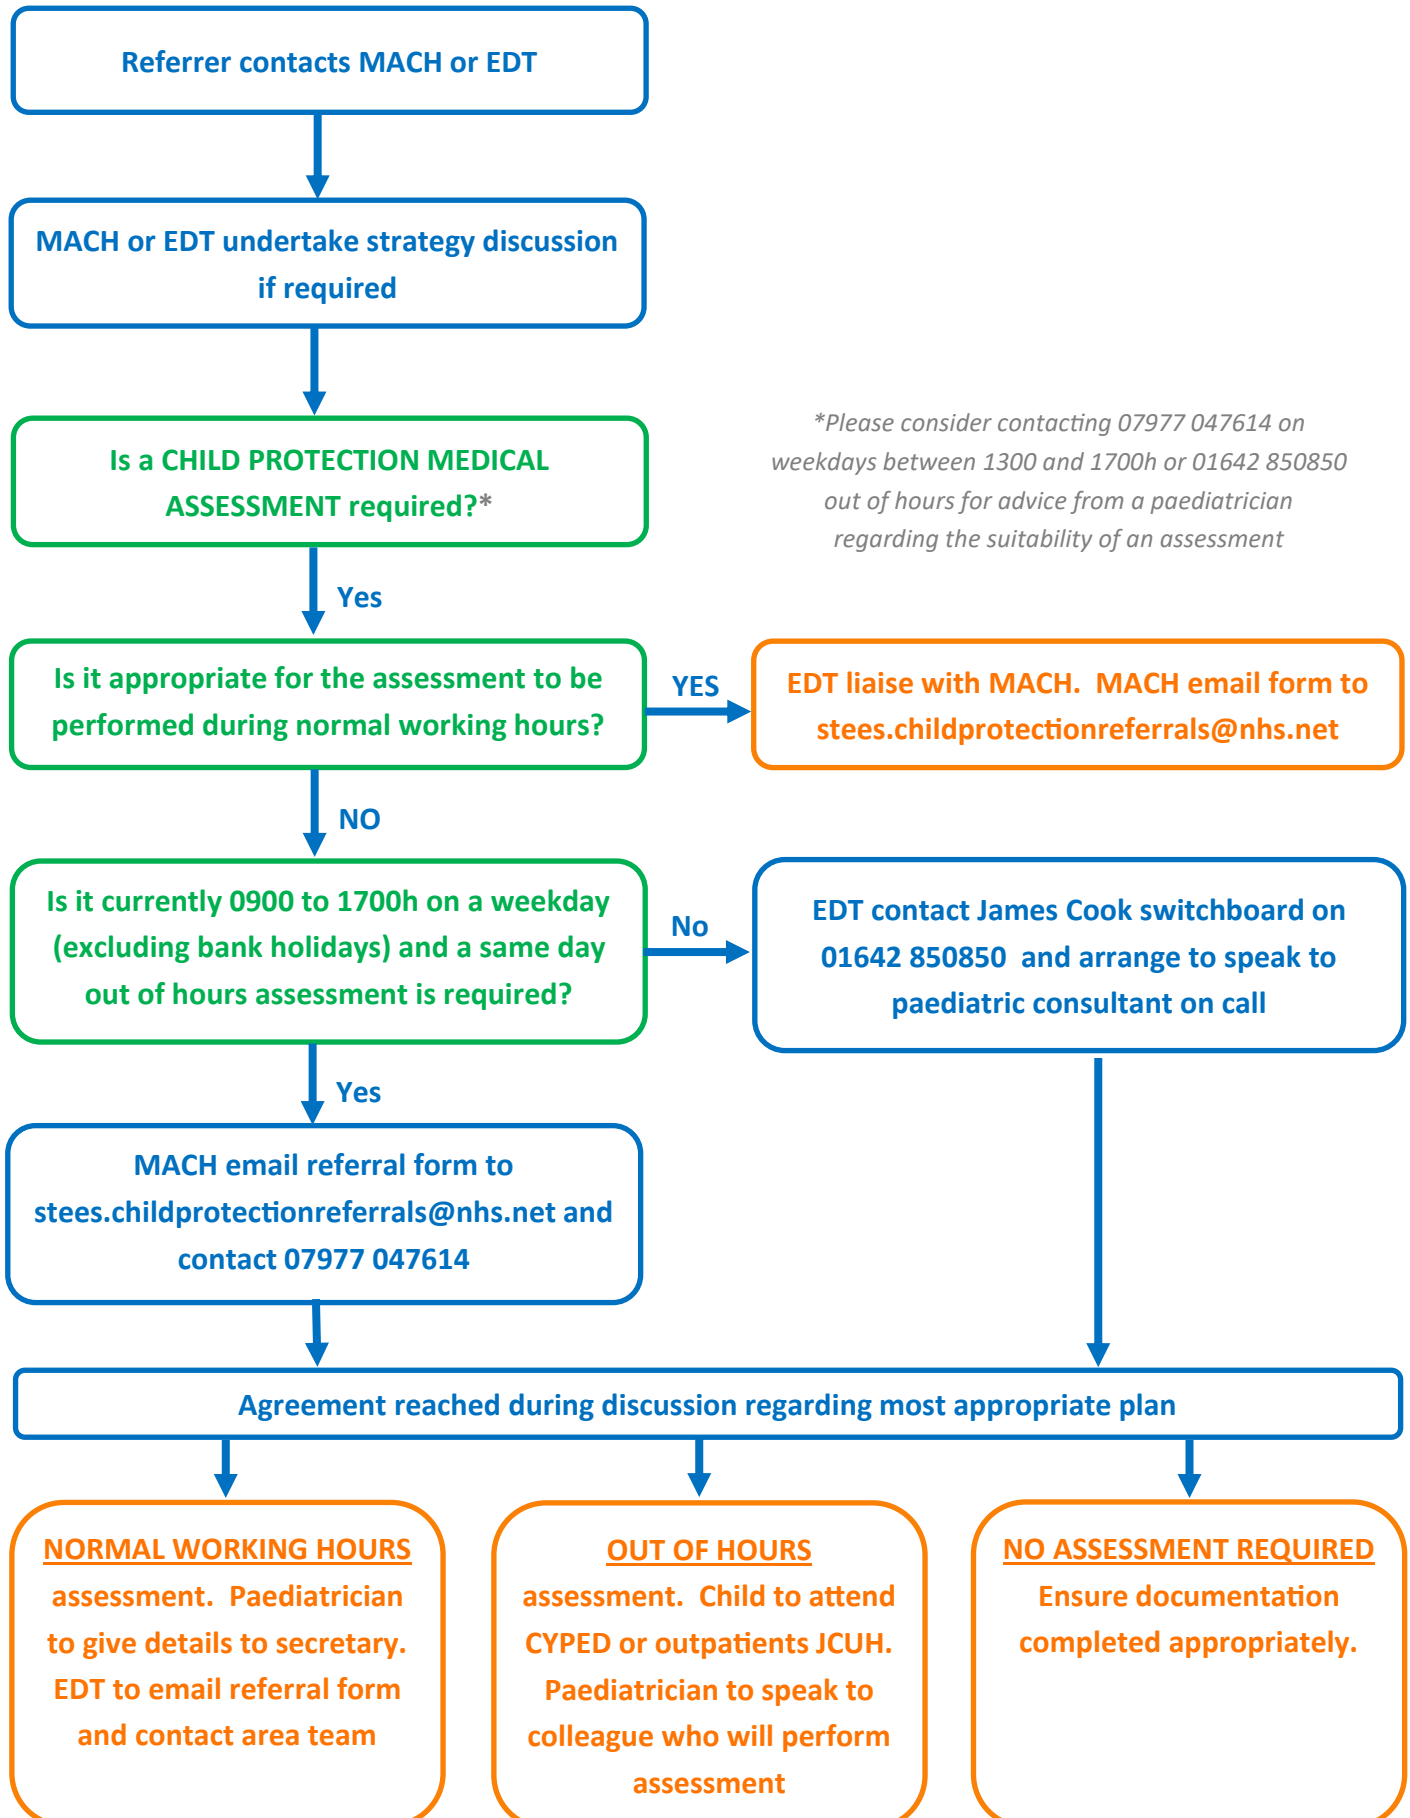 Referrer contacts MACH or EDT
MACH or EDT undertake strategy discussion
if required
Is a CHILD PROTECTION MEDICAL
ASSESSMENT required?*
*Please consider contacting 07977 047614 on
weekdays between 1300 and 1700h or 01642 850850
out of hours for advice from a paediatrician
regarding the suitability of an assessment
Yes
Is it appropriate for the assessment to be
performed during normal working hours?
YES
EDT liaise with MACH.  MACH email form to
stees.childprotectionreferrals@nhs.net
NO
Is it currently 0900 to 1700h on a weekday
(excluding bank holidays) and a same day
out of hours assessment is required?
No
EDT contact James Cook switchboard on
01642 850850  and arrange to speak to
paediatric consultant on call
Yes
MACH email referral form to
stees.childprotectionreferrals@nhs.net and
contact 07977 047614
Agreement reached during discussion regarding most appropriate plan
NORMAL WORKING HOURS
assessment.  Paediatrician
to give details to secretary.
EDT to email referral form
and contact area team
OUT OF HOURS
assessment.  Child to attend
CYPED or outpatients JCUH.
Paediatrician to speak to
colleague who will perform
assessment
NO ASSESSMENT REQUIRED
Ensure documentation
completed appropriately.